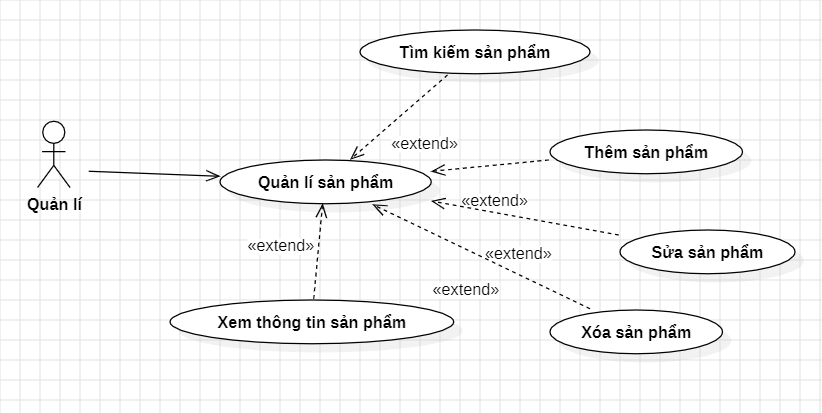 Tìm kiếm sản phẩm
«extend»
Thêm sản phẩm
Quản lí sản phẩm
Quản lí
«extend»
«extend»
Sửa sản phẩm
«extend»
«extend»
Xem thông tin sản phẩm
Xóa sản phẩm